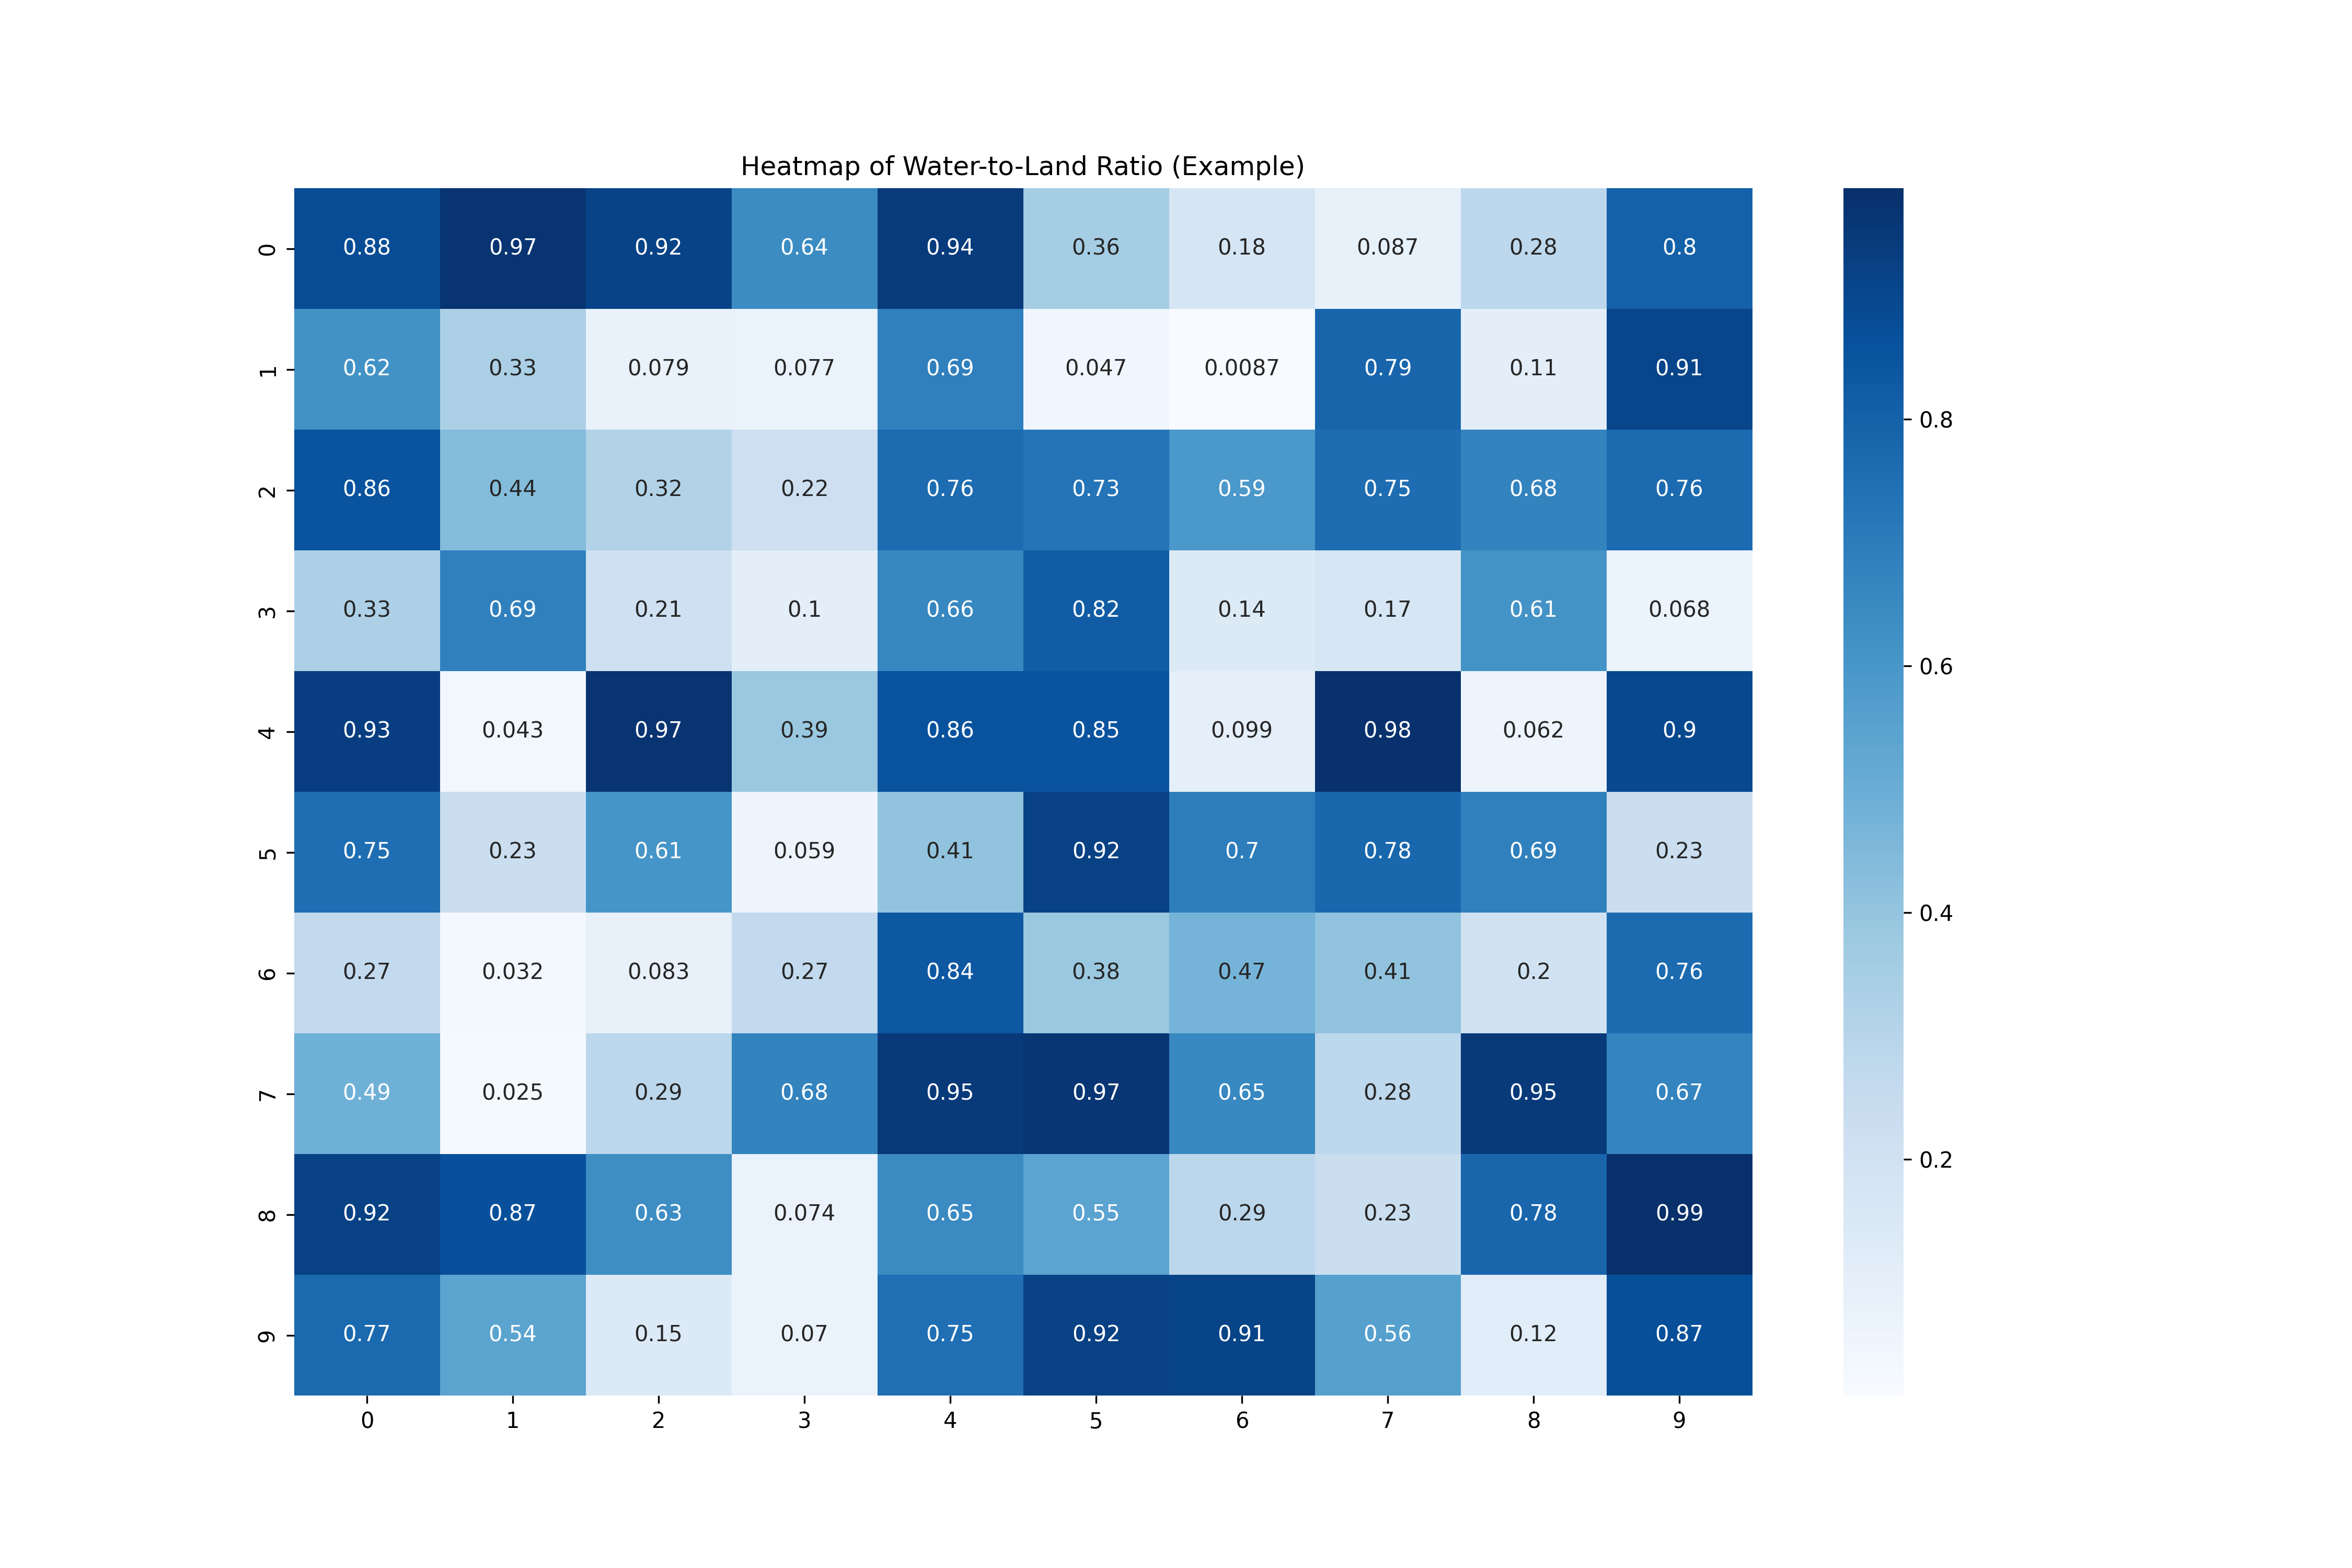 Heatmap of Water-to-Land Ratio (Example)
0 0.88 0.97 0.92 0.64 0.94 0.36 0.18 0.087 0.28 0.8
1 0.62 0.33 0.079 0.077 0.69 0.047 0.0087 0.79 0.11 0.91
2 0.86 0.44 0.32 0.22 0.76 0.73 0.59 0.75 0.68 0.76
3 0.33 0.69 0.21 0.1 0.66 0.82 0.14 0.17 0.61 0.068
4 0.93 0.043 0.97 0.39 0.86 0.85 0.099 0.98 0.062 0.9
5 0.75 0.23 0.61 0.059 0.41 0.92 0.7 0.78 0.69 0.23
6 0.27 0.032 0.083 0.27 0.84 0.38 0.47 0.41 0.2 0.76
7 0.49 0.025 0.29 0.68 0.95 0.97 0.65 0.28 0.95 0.67
8 0.92 0.87 0.63 0.074 0.65 0.55 0.29 0.23 0.78 0.99
9 0.77 0.54 0.15 0.07 0.75 0.92 0.91 0.56 0.12 0.87
0 1 2 3 4 5 6 7 8 9
0.8
0.6
0.4
0.2